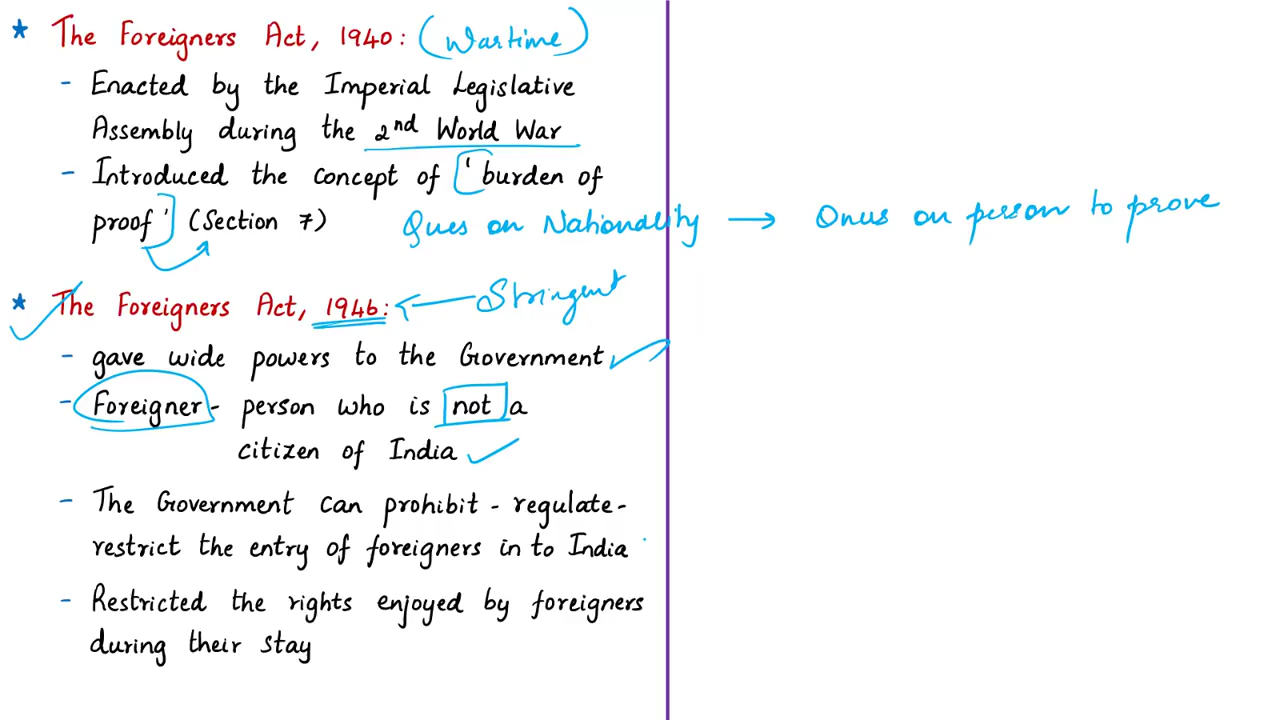 ★ The Foreigners Act, 1940: (Wartime)
- Enacted by the Imperial Legislative
Assembly during the 2nd World War
- Introduced the concept of 'burden of
proof' (Section 7)
Ques on Nationality → Onus on person to prove
★ The Foreigners Act, 1946: ← Stringent
- gave wide powers to the Government
- Foreigner - person who is not a
citizen of India
- The Government can prohibit - regulate -
restrict the entry of foreigners in to India
- Restricted the rights enjoyed by foreigners
during their stay